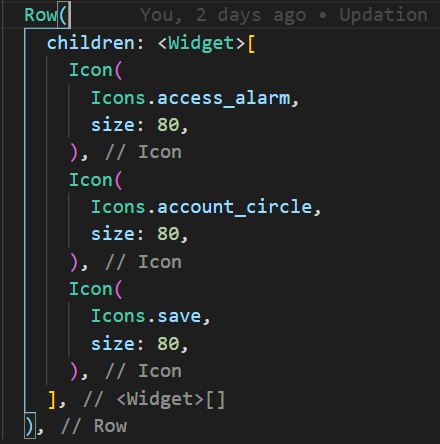 Row(    You, 2 days ago • Updation
  children: <Widget>[
    Icon(
      Icons.access_alarm,
      size: 80,
    ), // Icon
    Icon(
      Icons.account_circle,
      size: 80,
    ), // Icon
    Icon(
      Icons.save,
      size: 80,
    ), // Icon
  ], // <Widget>[]
), // Row